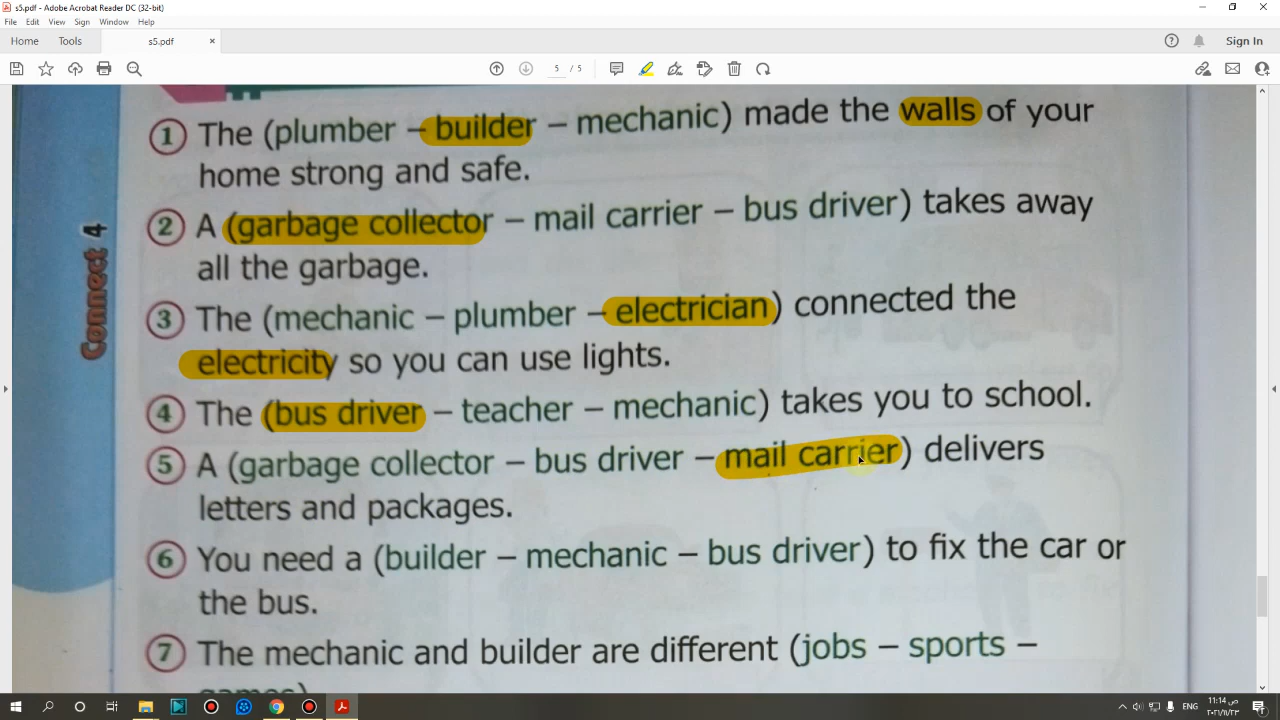 s5.pdf - Adobe Acrobat Reader DC (32-bit)
File Edit View Sign Window Help
Home Tools s5.pdf × Sign In
5 / 5
Connect 4
1 The (plumber – builder – mechanic) made the walls of your
home strong and safe.
2 A (garbage collector – mail carrier – bus driver) takes away
all the garbage.
3 The (mechanic – plumber – electrician) connected the
electricity so you can use lights.
4 The (bus driver – teacher – mechanic) takes you to school.
5 A (garbage collector – bus driver – mail carrier) delivers
letters and packages.
6 You need a (builder – mechanic – bus driver) to fix the car or
the bus.
7 The mechanic and builder are different (jobs – sports –
games)
ENG 11:14 ص